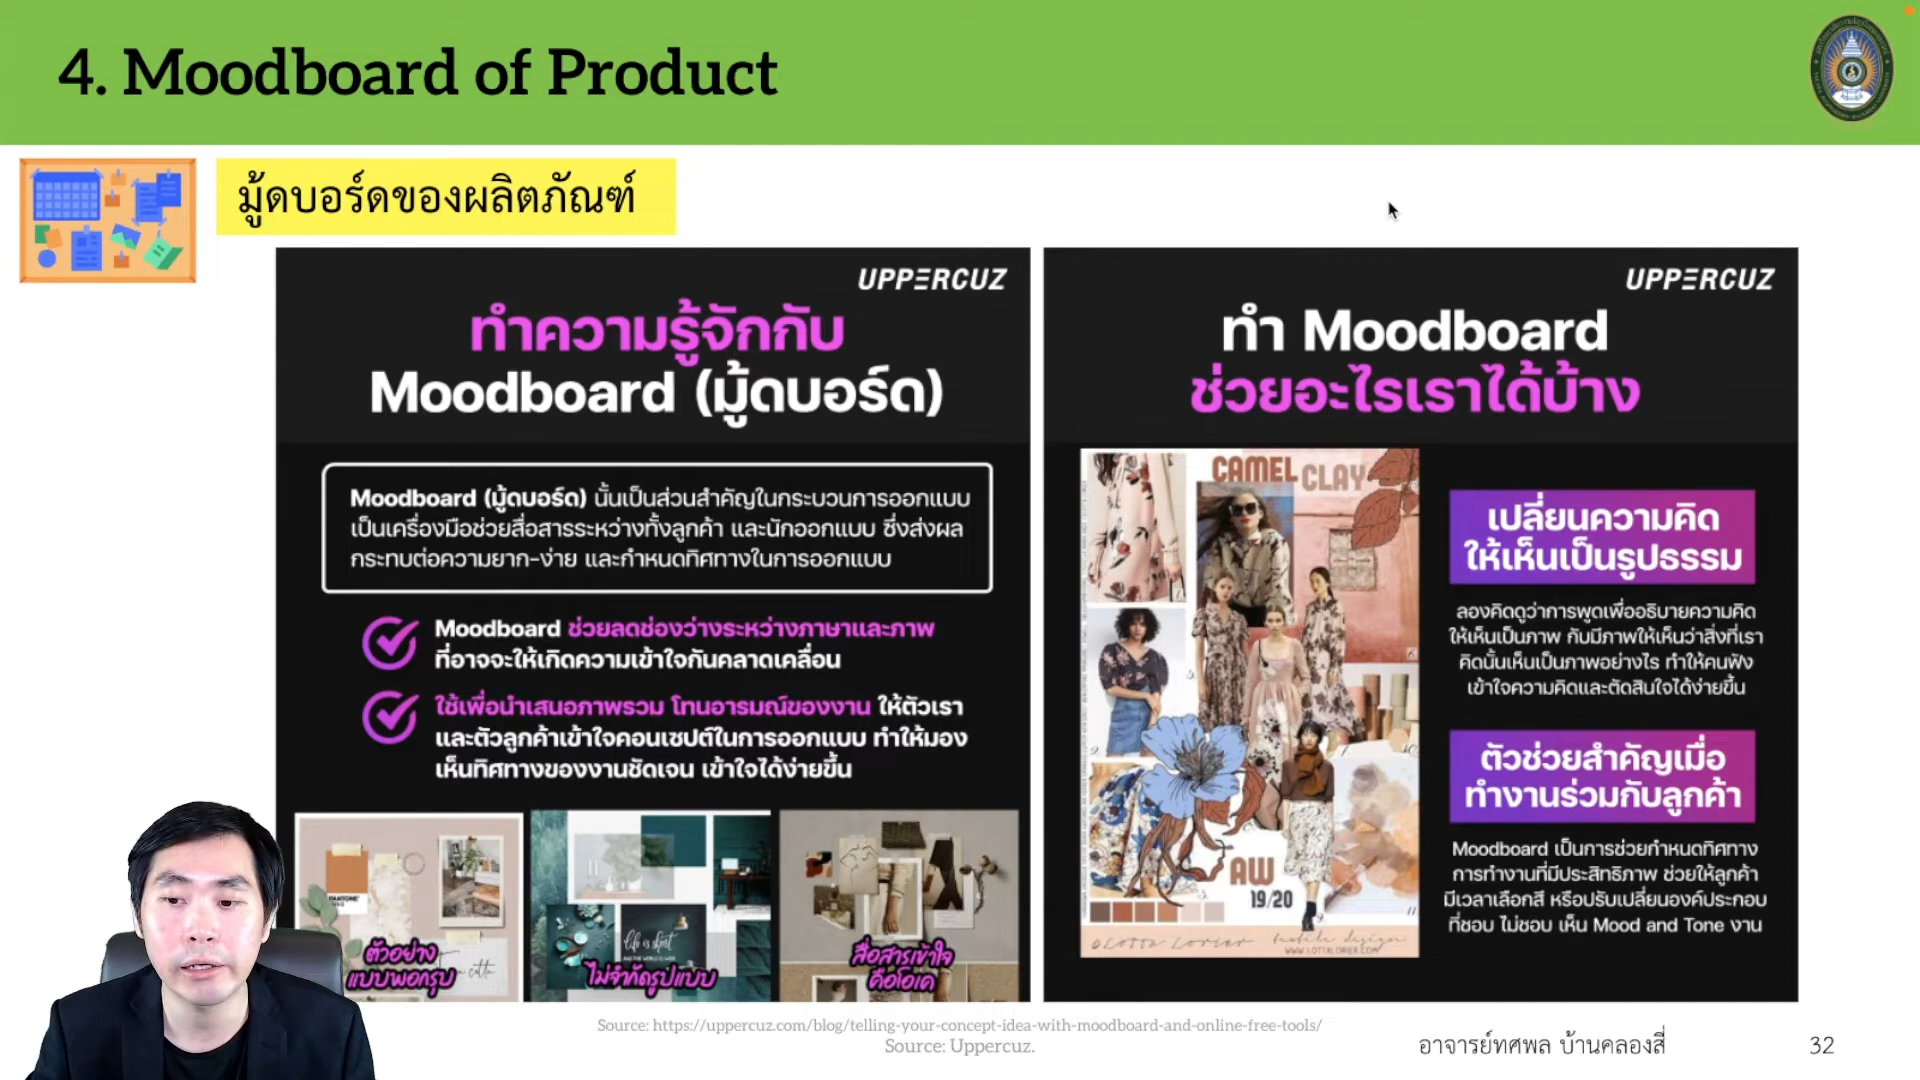 4. Moodboard of Product
มู้ดบอร์ดของผลิตภัณฑ์
UPPERCUZ
ทำความรู้จักกับ
Moodboard (มู้ดบอร์ด)
Moodboard (มู้ดบอร์ด) นั้นเป็นส่วนสำคัญในกระบวนการออกแบบ
เป็นเครื่องมือช่วยสื่อสารระหว่างทั้งลูกค้า และนักออกแบบ ซึ่งส่งผล
กระทบต่อความยาก-ง่าย และกำหนดทิศทางในการออกแบบ
Moodboard ช่วยลดช่องว่างระหว่างภาษาและภาพ
ที่อาจจะให้เกิดความเข้าใจกันคลาดเคลื่อน
ใช้เพื่อนำเสนอภาพรวม โทนอารมณ์ของงาน ให้ตัวเรา
และตัวลูกค้าเข้าใจคอนเซปต์ในการออกแบบ ทำให้มอง
เห็นทิศทางของงานชัดเจน เข้าใจได้ง่ายขึ้น
PANTONE
ตัวอย่าง
แบบพอกรุบ
life is short
ไม่จำกัดรูปแบบ
สื่อสารเข้าใจ
คือโอเค
UPPERCUZ
ทำ Moodboard
ช่วยอะไรเราได้บ้าง
CAMEL CLAY
AW
19/20
textile design
WWW.LOTTALORIER.COM
เปลี่ยนความคิด
ให้เห็นเป็นรูปธรรม
ลองคิดดูว่าการพูดเพื่ออธิบายความคิด
ให้เห็นเป็นภาพ กับมีภาพให้เห็นว่าสิ่งที่เรา
คิดนั้นเห็นเป็นภาพอย่างไร ทำให้คนฟัง
เข้าใจความคิดและตัดสินใจได้ง่ายขึ้น
ตัวช่วยสำคัญเมื่อ
ทำงานร่วมกับลูกค้า
Moodboard เป็นการช่วยกำหนดทิศทาง
การทำงานที่มีประสิทธิภาพ ช่วยให้ลูกค้า
มีเวลาเลือกสี หรือปรับเปลี่ยนองค์ประกอบ
ที่ชอบ ไม่ชอบ เห็น Mood and Tone งาน
Source: https://uppercuz.com/blog/telling-your-concept-idea-with-moodboard-and-online-free-tools/
Source: Uppercuz.
อาจารย์ทศพล บ้านคลองสี่
32